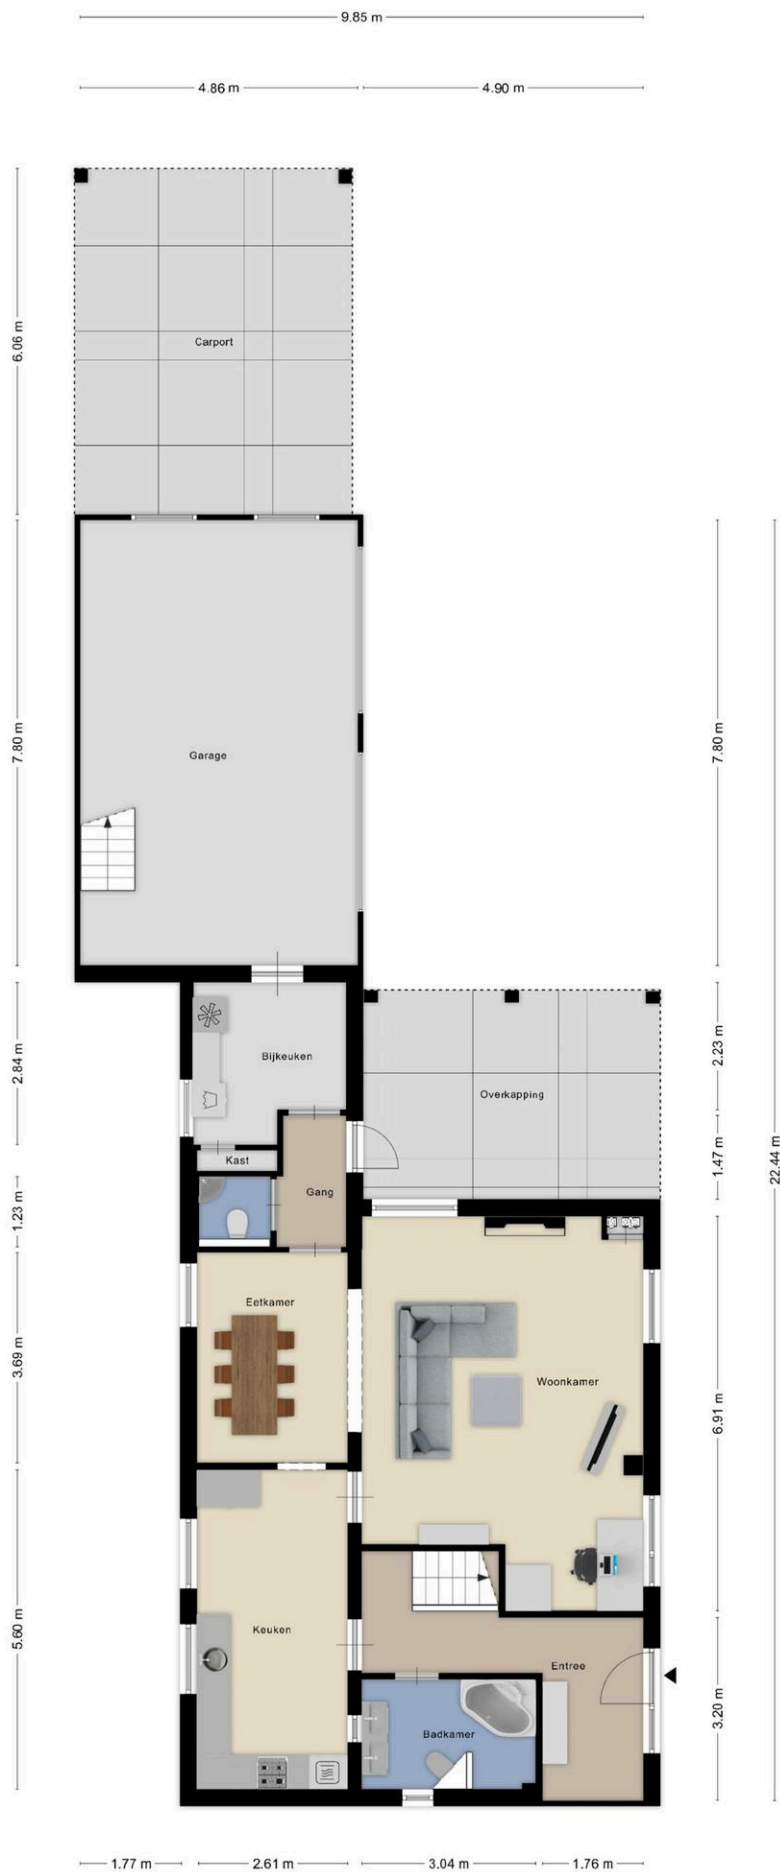 9.85 m
4.86 m
4.90 m
6.06 m
Carport
7.80 m
7.80 m
Garage
2.84 m
Bijkeuken
2.23 m
Overkapping
22.44 m
1.47 m
Kast
1.23 m
Gang
Eetkamer
3.69 m
Woonkamer
6.91 m
5.60 m
Keuken
Entree
3.20 m
Badkamer
1.77 m
2.61 m
3.04 m
1.76 m